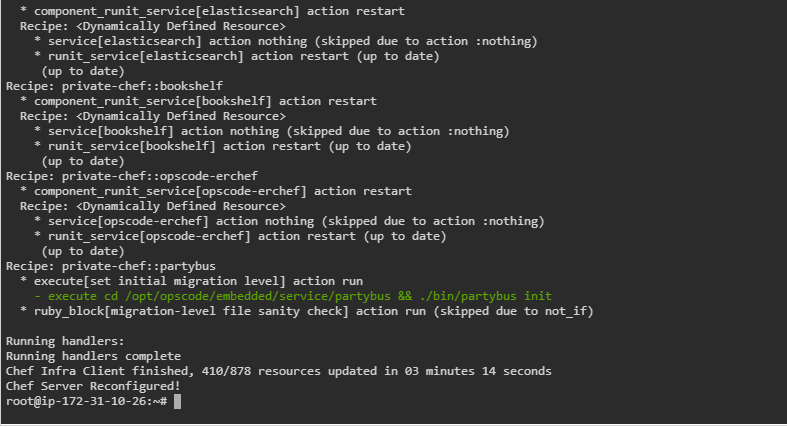 * component_runit_service[elasticsearch] action restart
Recipe: <Dynamically Defined Resource>
* service[elasticsearch] action nothing (skipped due to action :nothing)
* runit_service[elasticsearch] action restart (up to date)
(up to date)
Recipe: private-chef::bookshelf
* component_runit_service[bookshelf] action restart
Recipe: <Dynamically Defined Resource>
* service[bookshelf] action nothing (skipped due to action :nothing)
* runit_service[bookshelf] action restart (up to date)
(up to date)
Recipe: private-chef::opscode-erchef
* component_runit_service[opscode-erchef] action restart
Recipe: <Dynamically Defined Resource>
* service[opscode-erchef] action nothing (skipped due to action :nothing)
* runit_service[opscode-erchef] action restart (up to date)
(up to date)
Recipe: private-chef::partybus
* execute[set initial migration level] action run
- execute cd /opt/opscode/embedded/service/partybus && ./bin/partybus init
* ruby_block[migration-level file sanity check] action run (skipped due to not_if)
Running handlers:
Running handlers complete
Chef Infra Client finished, 410/878 resources updated in 03 minutes 14 seconds
Chef Server Reconfigured!
root@ip-172-31-10-26:~#